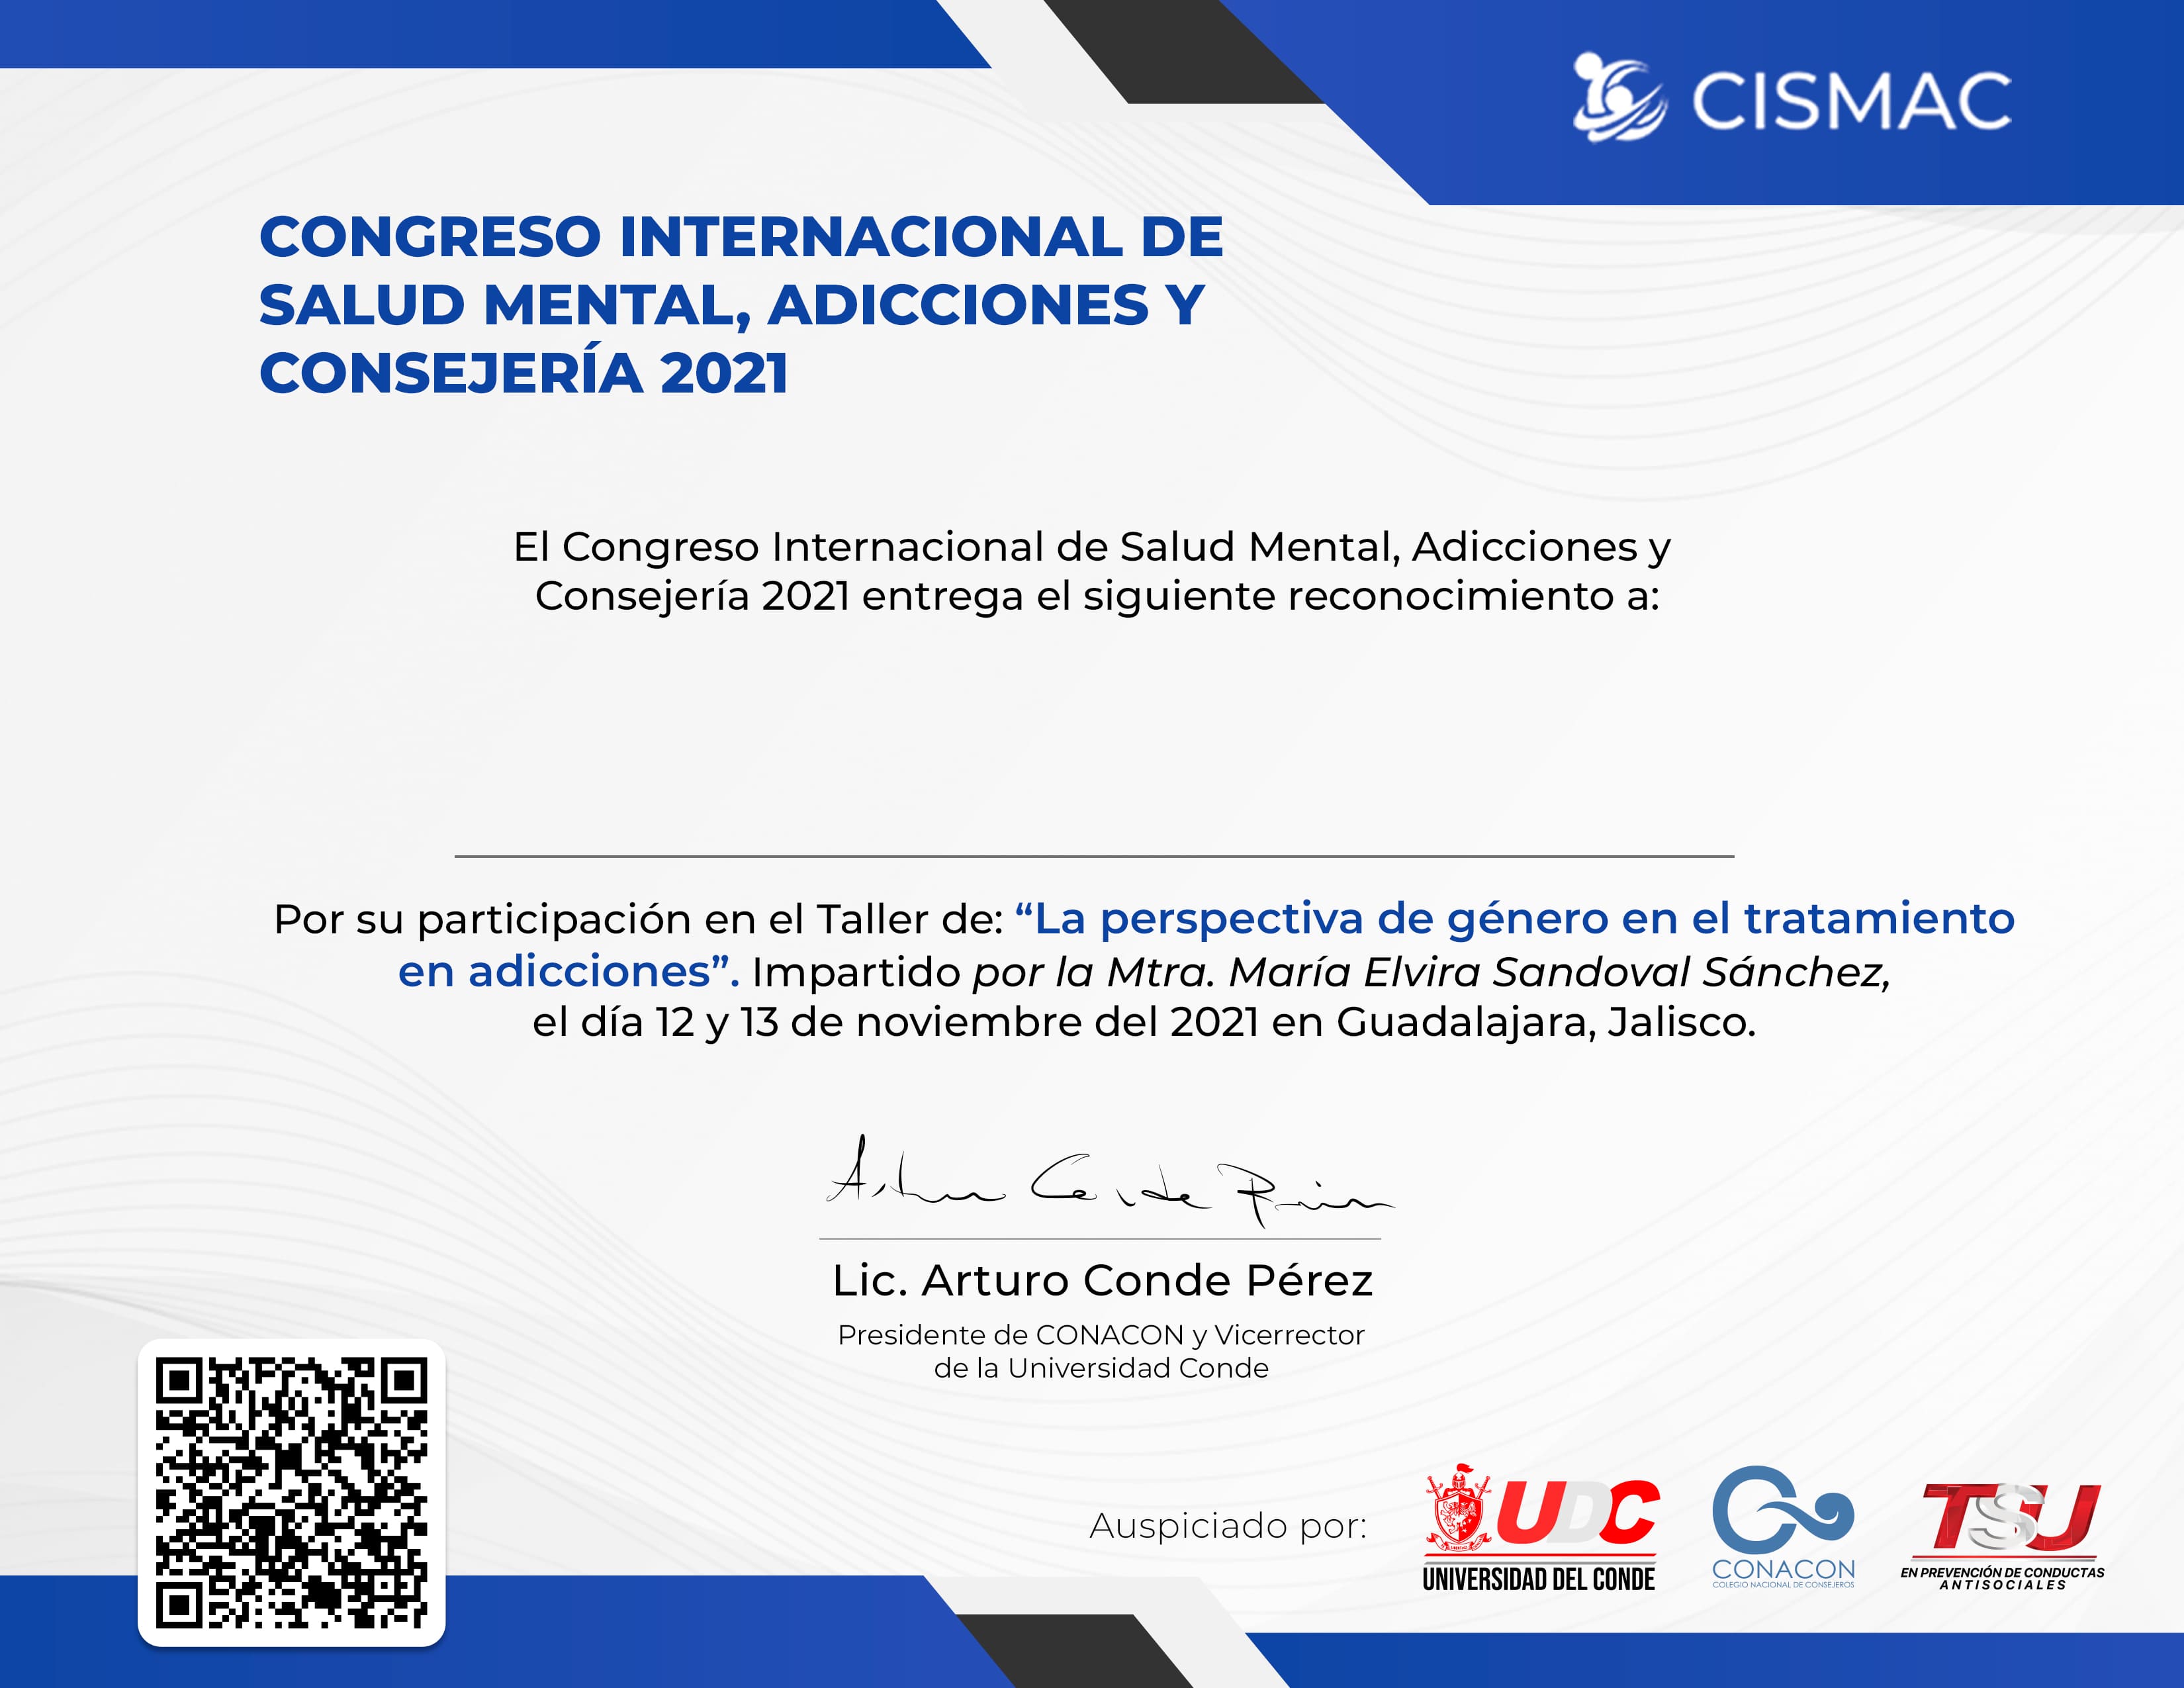 CISMAC
CONGRESO INTERNACIONAL DE
SALUD MENTAL, ADICCIONES Y
CONSEJERÍA 2021
El Congreso Internacional de Salud Mental, Adicciones y
Consejería 2021 entrega el siguiente reconocimiento a:
Por su participación en el Taller de: “La perspectiva de género en el tratamiento
en adicciones”. Impartido por la Mtra. María Elvira Sandoval Sánchez,
el día 12 y 13 de noviembre del 2021 en Guadalajara, Jalisco.
Lic. Arturo Conde Pérez
Presidente de CONACON y Vicerrector
de la Universidad Conde
Auspiciado por:
UDC
UNIVERSIDAD DEL CONDE
CONACON
COLEGIO NACIONAL DE CONSEJEROS
TSU
EN PREVENCIÓN DE CONDUCTAS
ANTISOCIALES